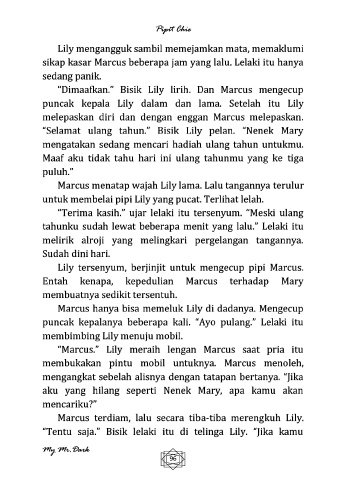 Pipit Chie
Lily mengangguk sambil memejamkan mata, memaklumi
sikap kasar Marcus beberapa jam yang lalu. Lelaki itu hanya
sedang panik.
"Dimaafkan." Bisik Lily lirih. Dan Marcus mengecup
puncak kepala Lily dalam dan lama. Setelah itu Lily
melepaskan diri dan dengan enggan Marcus melepaskan.
"Selamat ulang tahun." Bisik Lily pelan. "Nenek Mary
mengatakan sedang mencari hadiah ulang tahun untukmu.
Maaf aku tidak tahu hari ini ulang tahunmu yang ke tiga
puluh."
Marcus menatap wajah Lily lama. Lalu tangannya terulur
untuk membelai pipi Lily yang pucat. Terlihat lelah.
"Terima kasih." ujar lelaki itu tersenyum. "Meski ulang
tahunku sudah lewat beberapa menit yang lalu." Lelaki itu
melirik alroji yang melingkari pergelangan tangannya.
Sudah dini hari.
Lily tersenyum, berjinjit untuk mengecup pipi Marcus.
Entah kenapa, kepedulian Marcus terhadap Mary
membuatnya sedikit tersentuh.
Marcus hanya bisa memeluk Lily di dadanya. Mengecup
puncak kepalanya beberapa kali. "Ayo pulang." Lelaki itu
membimbing Lily menuju mobil.
"Marcus." Lily meraih lengan Marcus saat pria itu
membukakan pintu mobil untuknya. Marcus menoleh,
mengangkat sebelah alisnya dengan tatapan bertanya. "Jika
aku yang hilang seperti Nenek Mary, apa kamu akan
mencariku?"
Marcus terdiam, lalu secara tiba-tiba merengkuh Lily.
"Tentu saja." Bisik lelaki itu di telinga Lily. "Jika kamu
My Mr. Dark
96